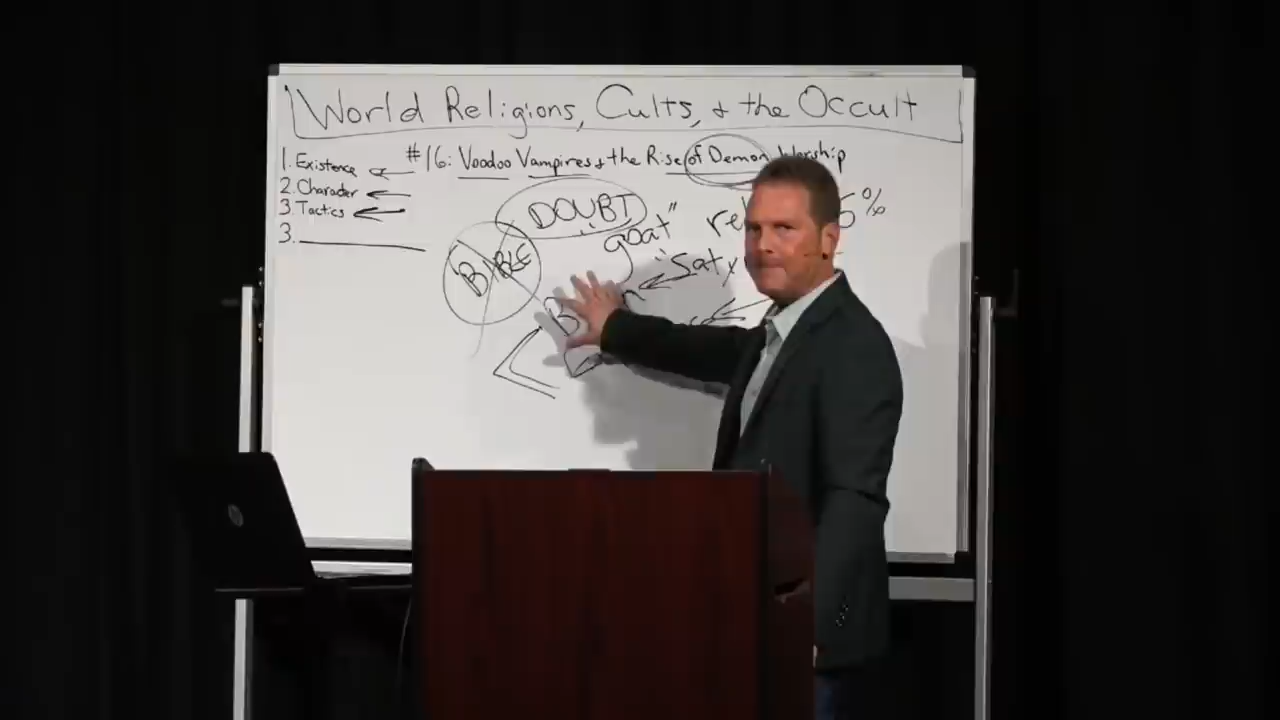 World Religions, Cults, & the Occult
#16: Voodoo Vampires & the Rise of Demon Worship
1. Existence
2. Character
3. Tactics
3.
DOUBT
BIBLE
goat"
%